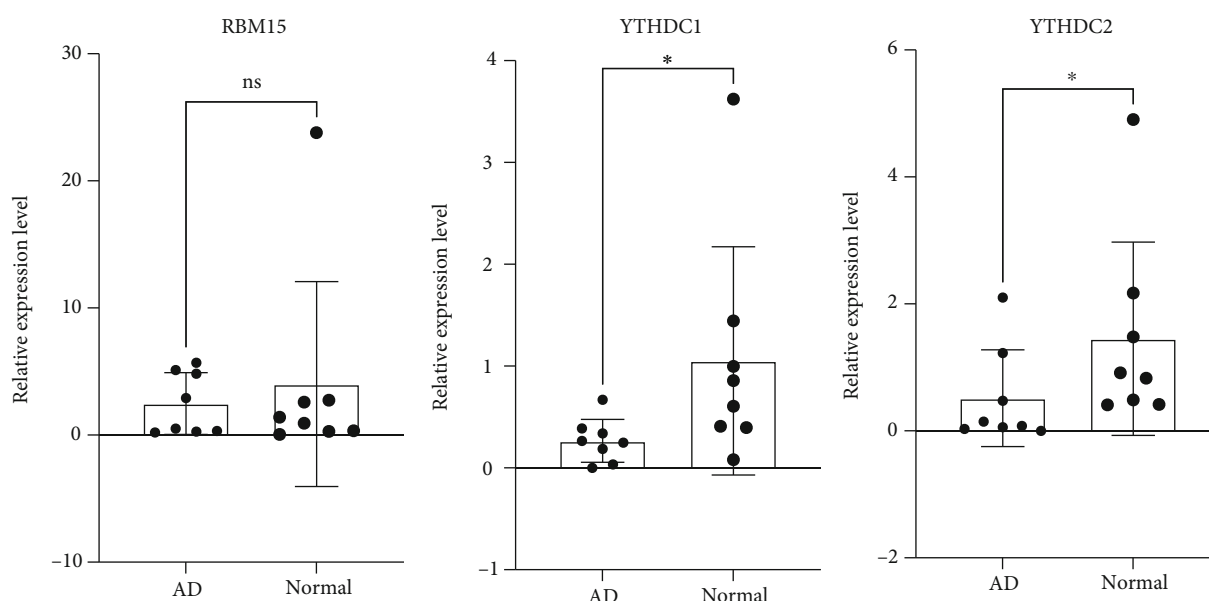 RBM15
Relative expression level
30
20
10
0
–10
ns
AD
Normal
YTHDC1
Relative expression level
4
3
2
1
0
–1
*
AD
Normal
YTHDC2
Relative expression level
6
4
2
0
–2
*
AD
Normal